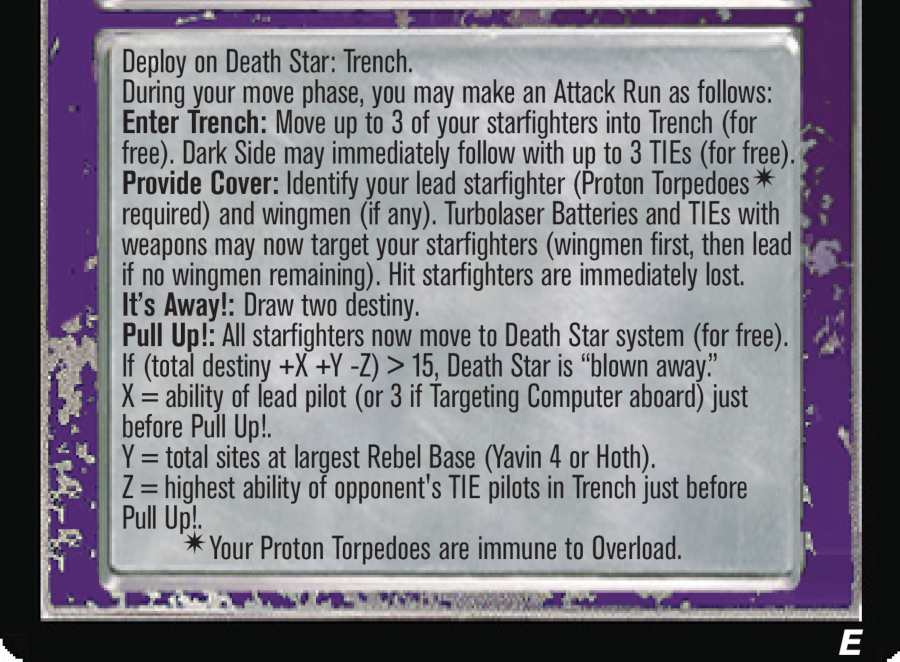 Deploy on Death Star: Trench.
During your move phase, you may make an Attack Run as follows:
Enter Trench: Move up to 3 of your starfighters into Trench (for
free). Dark Side may immediately follow with up to 3 TIEs (for free).
Provide Cover: Identify your lead starfighter (Proton Torpedoes✷
required) and wingmen (if any). Turbolaser Batteries and TIEs with
weapons may now target your starfighters (wingmen first, then lead
if no wingmen remaining). Hit starfighters are immediately lost.
It's Away!: Draw two destiny.
Pull Up!: All starfighters now move to Death Star system (for free).
If (total destiny +X +Y -Z) > 15, Death Star is “blown away.”
X = ability of lead pilot (or 3 if Targeting Computer aboard) just
before Pull Up!.
Y = total sites at largest Rebel Base (Yavin 4 or Hoth).
Z = highest ability of opponent's TIE pilots in Trench just before
Pull Up!.
✷Your Proton Torpedoes are immune to Overload.
E